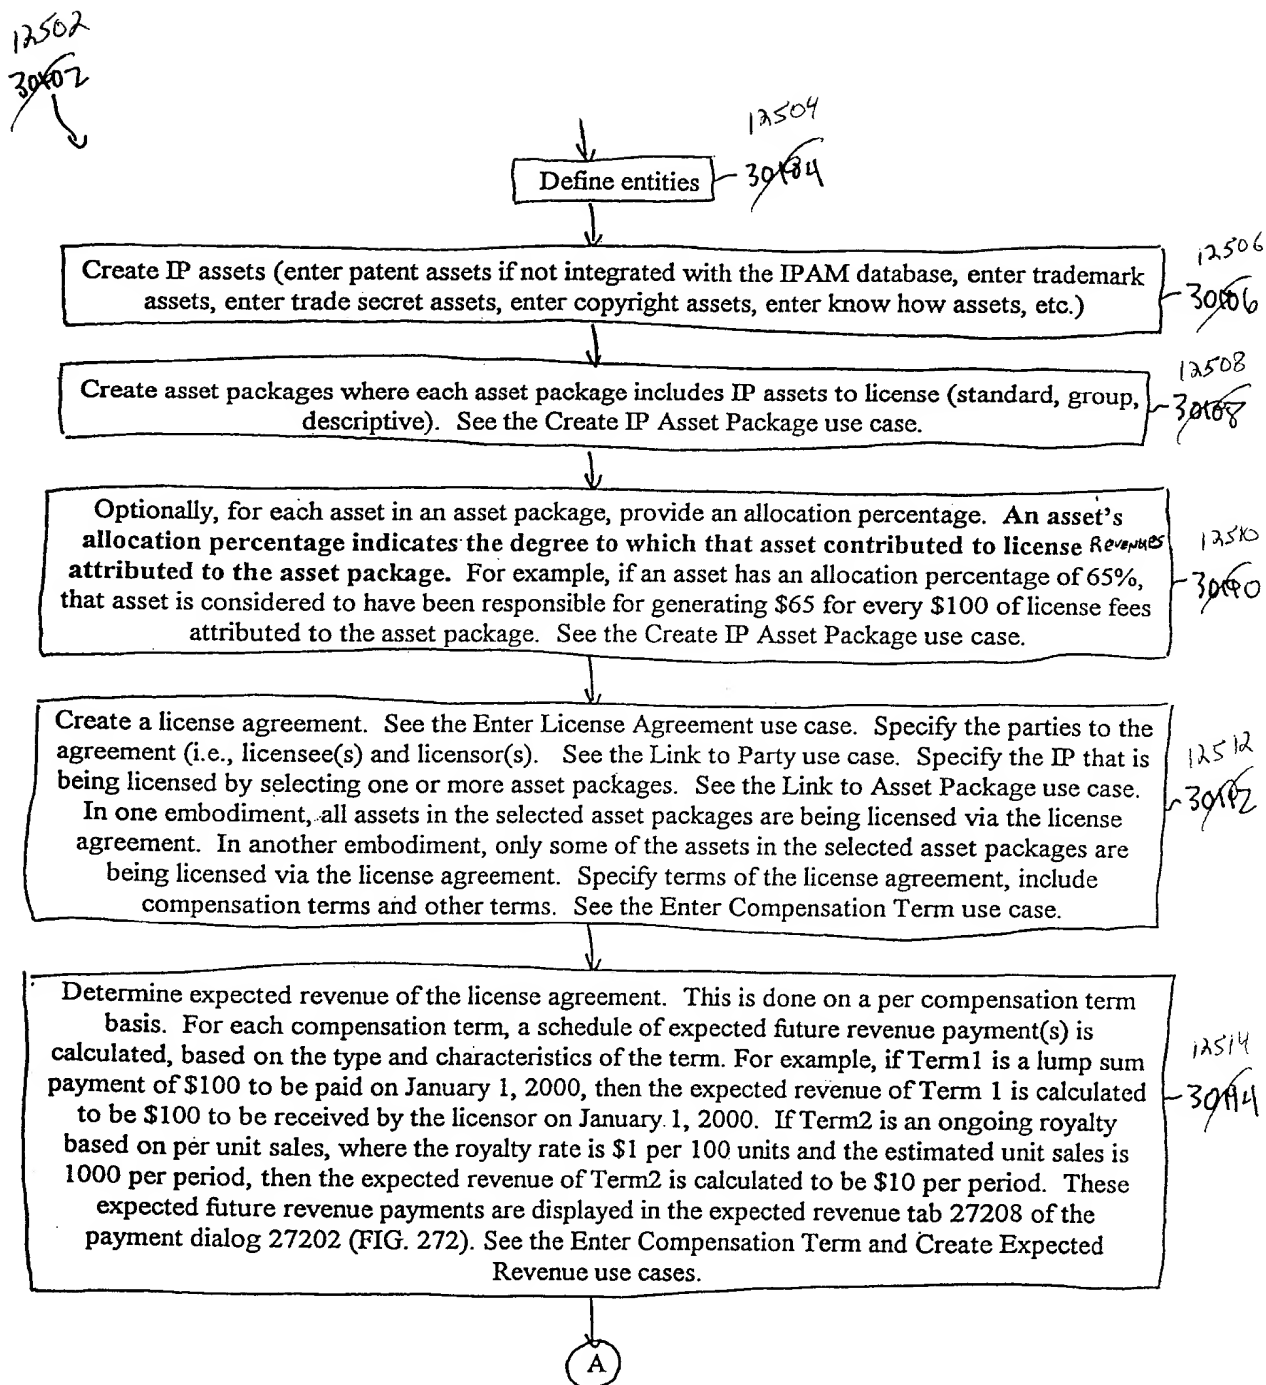 12502
30402
12504
Define entities
30484
12506
Create IP assets (enter patent assets if not integrated with the IPAM database, enter trademark
assets, enter trade secret assets, enter copyright assets, enter know how assets, etc.)
12508
Create asset packages where each asset package includes IP assets to license (standard, group,
descriptive). See the Create IP Asset Package use case.
Optionally, for each asset in an asset package, provide an allocation percentage. An asset's
allocation percentage indicates the degree to which that asset contributed to license Revenues
12510
attributed to the asset package. For example, if an asset has an allocation percentage of 65%,
that asset is considered to have been responsible for generating $65 for every $100 of license fees
attributed to the asset package. See the Create IP Asset Package use case.
Create a license agreement. See the Enter License Agreement use case. Specify the parties to the
agreement (i.e., licensee(s) and licensor(s). See the Link to Party use case. Specify the IP that is
12512
being licensed by selecting one or more asset packages. See the Link to Asset Package use case.
In one embodiment, all assets in the selected asset packages are being licensed via the license
agreement. In another embodiment, only some of the assets in the selected asset packages are
being licensed via the license agreement. Specify terms of the license agreement, include
compensation terms and other terms. See the Enter Compensation Term use case.
Determine expected revenue of the license agreement. This is done on a per compensation term
basis. For each compensation term, a schedule of expected future revenue payment(s) is
calculated, based on the type and characteristics of the term. For example, if Term1 is a lump sum
12514
payment of $100 to be paid on January 1, 2000, then the expected revenue of Term 1 is calculated
to be $100 to be received by the licensor on January 1, 2000. If Term2 is an ongoing royalty
based on per unit sales, where the royalty rate is $1 per 100 units and the estimated unit sales is
1000 per period, then the expected revenue of Term2 is calculated to be $10 per period. These
expected future revenue payments are displayed in the expected revenue tab 27208 of the
payment dialog 27202 (FIG. 272). See the Enter Compensation Term and Create Expected
Revenue use cases.
A